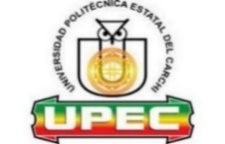 UNIVERSIDAD POLITÉCNICA ESTATAL DEL CARCHI
UPEC